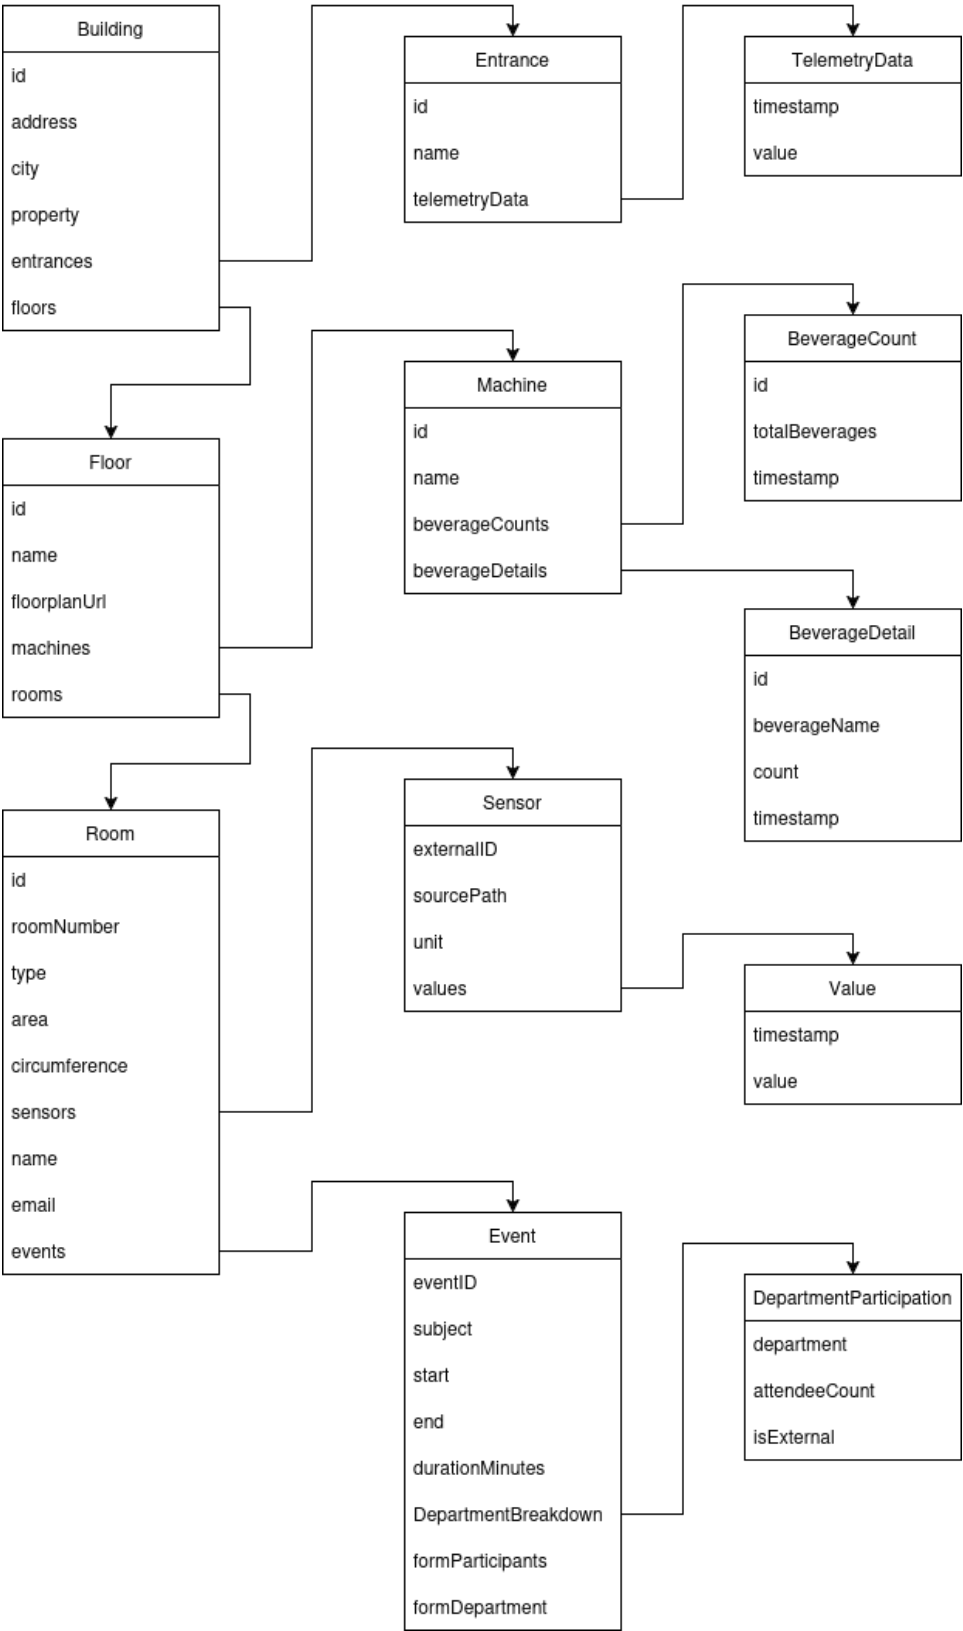 Building
id
address
city
property
entrances
floors
Entrance
id
name
telemetryData
TelemetryData
timestamp
value
Floor
id
name
floorplanUrl
machines
rooms
Machine
id
name
beverageCounts
beverageDetails
BeverageCount
id
totalBeverages
timestamp
BeverageDetail
id
beverageName
count
timestamp
Room
id
roomNumber
type
area
circumference
sensors
name
email
events
Sensor
externalID
sourcePath
unit
values
Value
timestamp
value
Event
eventID
subject
start
end
durationMinutes
DepartmentBreakdown
formParticipants
formDepartment
DepartmentParticipation
department
attendeeCount
isExternal